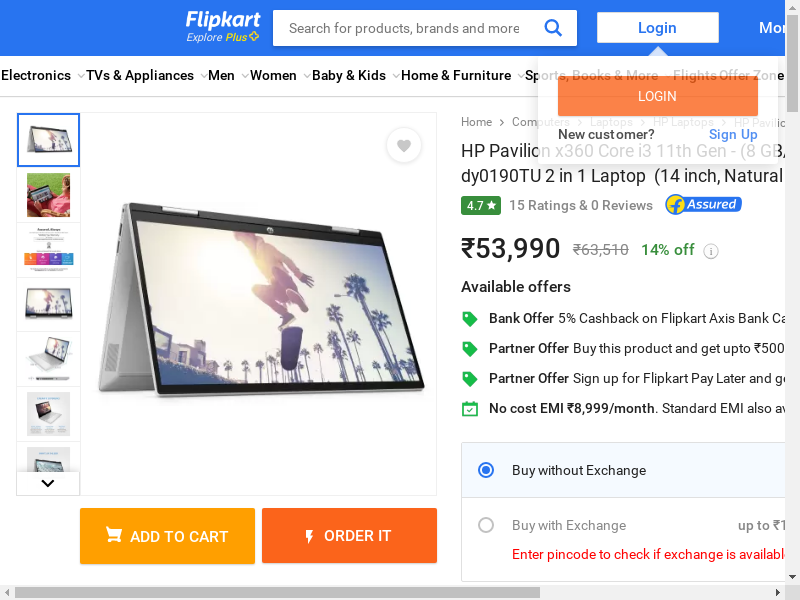 Flipkart
Explore Plus
Search for products, brands and more
Login
Mor
Electronics
TVs & Appliances
Men
Women
Baby & Kids
Home & Furniture
Sports, Books & More
Flights
Offer Zone
LOGIN
New customer?
Sign Up
Home
Computers
Laptops
HP Laptops
HP Pavilio
HP Pavilion x360 Core i3 11th Gen - (8 GB/
dy0190TU 2 in 1 Laptop (14 inch, Natural
4.7
15 Ratings & 0 Reviews
Assured
₹53,990
₹63,510
14% off
Available offers
Bank Offer 5% Cashback on Flipkart Axis Bank Ca
Partner Offer Buy this product and get upto ₹500
Partner Offer Sign up for Flipkart Pay Later and ge
No cost EMI ₹8,999/month. Standard EMI also av
Buy without Exchange
Buy with Exchange
up to ₹1
Enter pincode to check if exchange is availabl
ADD TO CART
ORDER IT